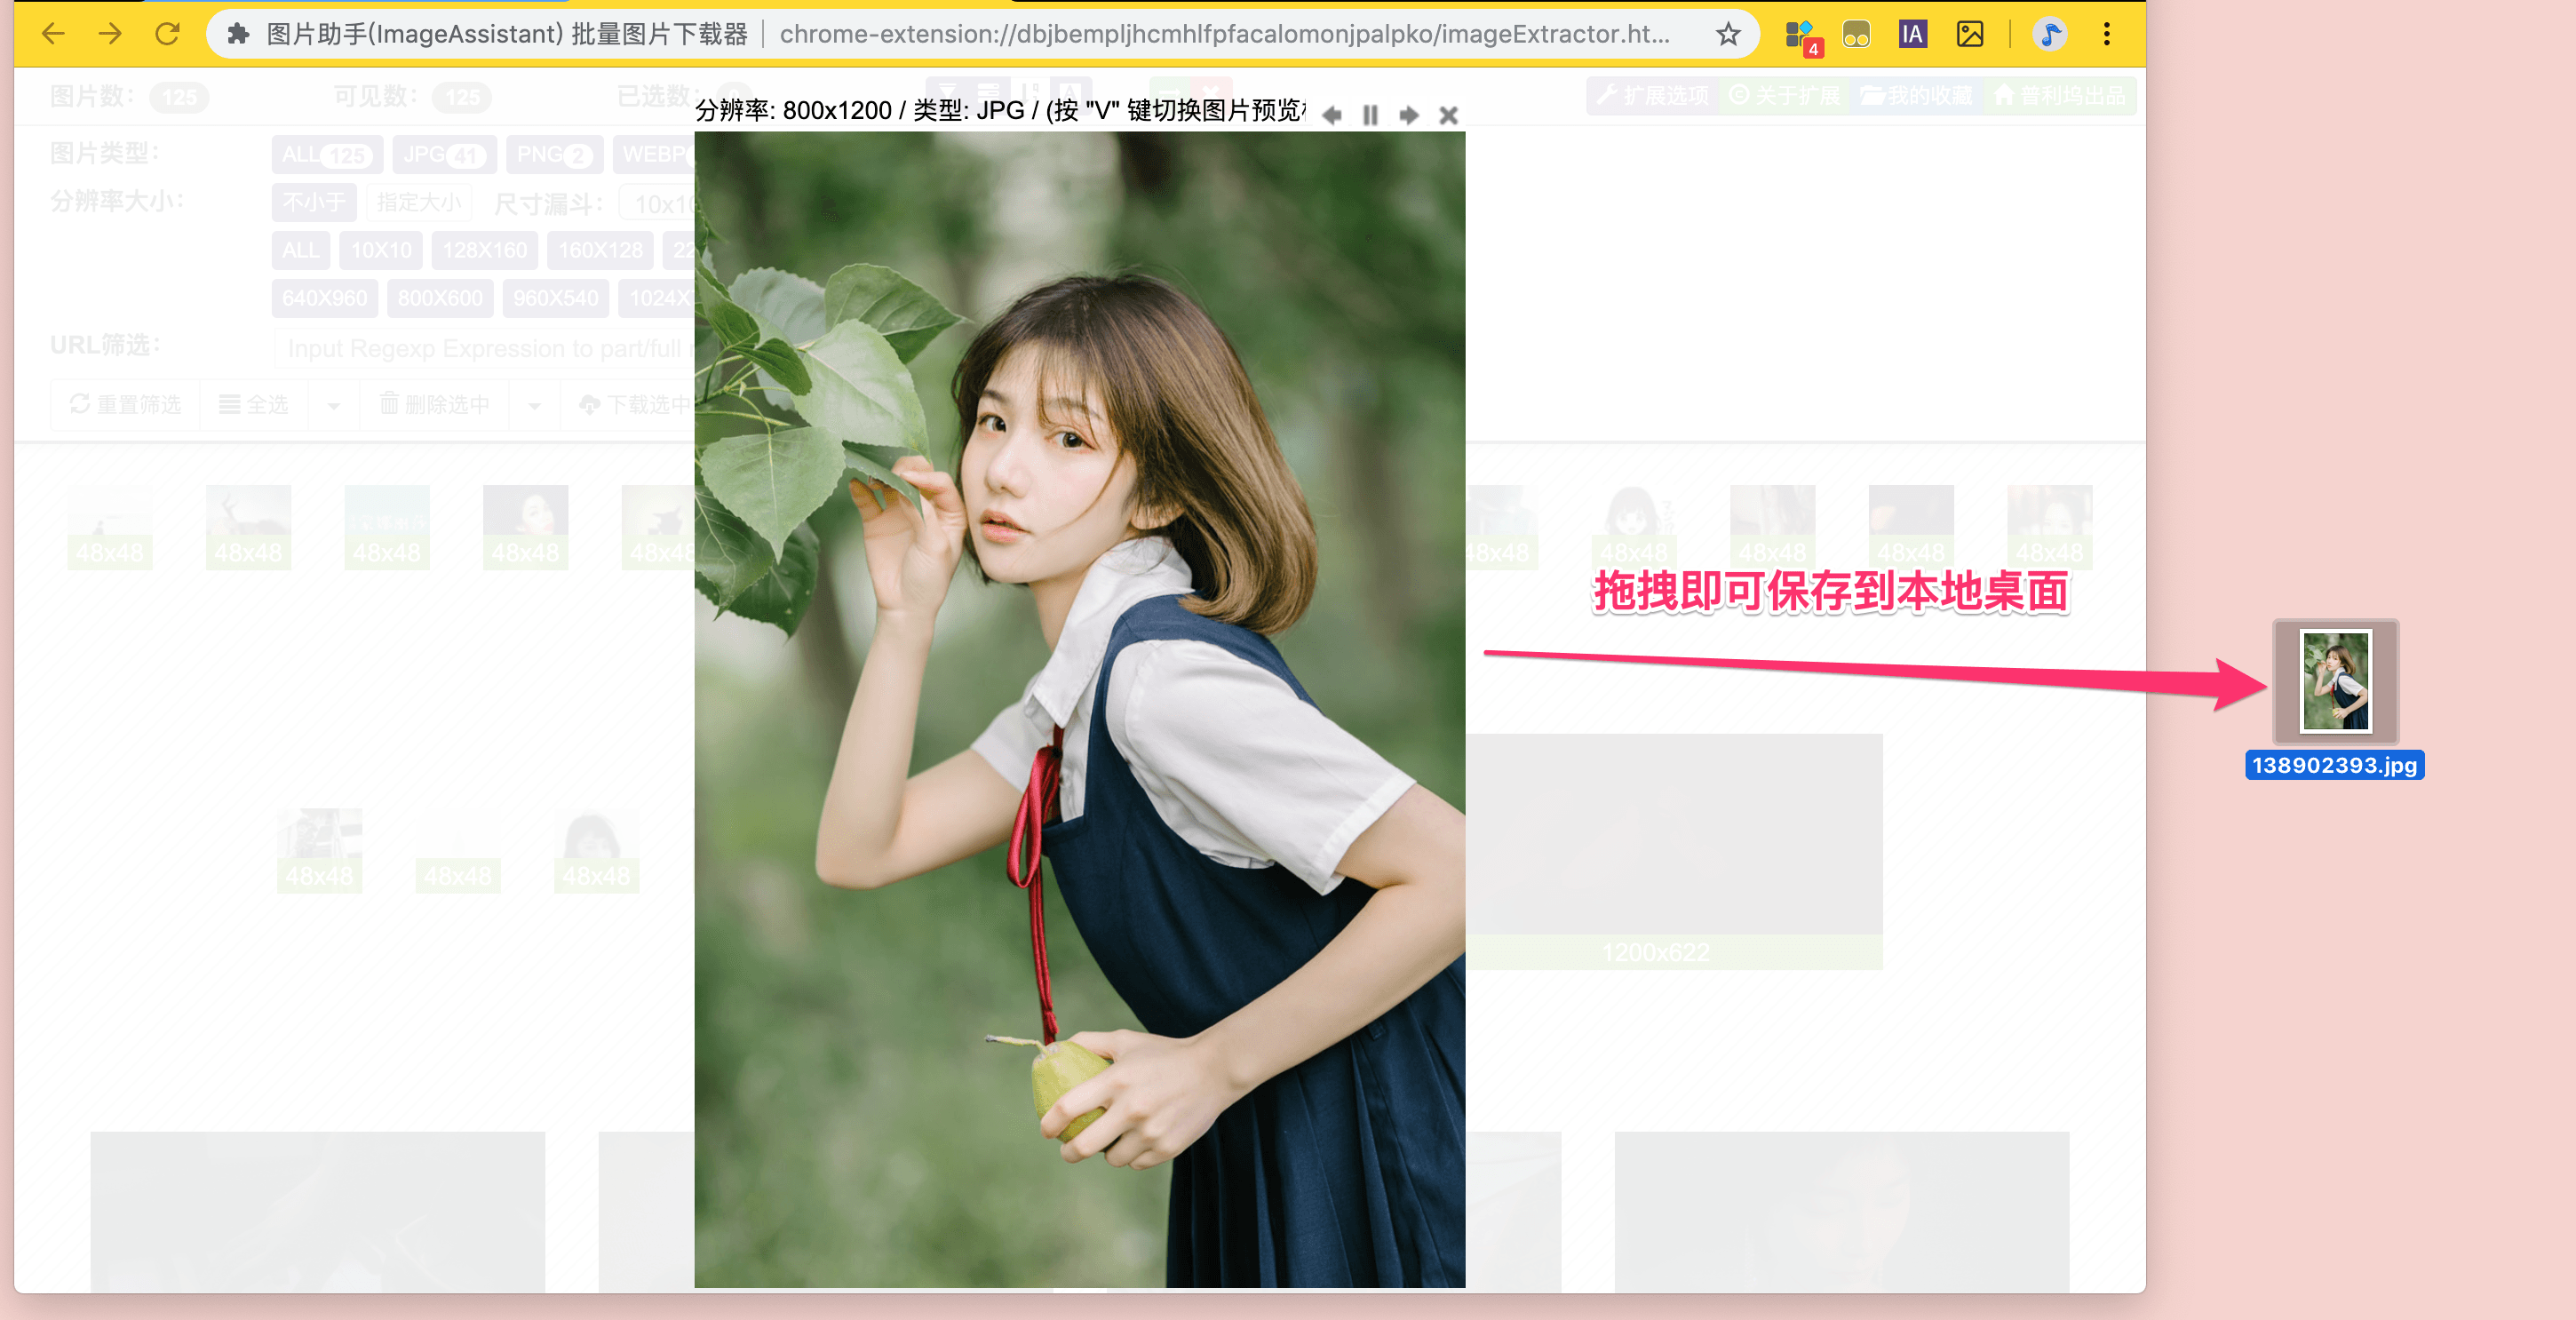 图片助手(ImageAssistant) 批量图片下载器 | chrome-extension://dbjbempljhcmhlfpfacalomonjpalpko/imageExtractor.ht...
4
IA
图片数： 125 可见数： 125 已选数： 0
扩展选项 关于扩展 我的收藏 普利坞出品
分辨率: 800x1200 / 类型: JPG / (按 "V" 键切换图片预览
图片类型： ALL 125 JPG 41 PNG 2 WEBP
分辨率大小： 不小于 指定大小 尺寸漏斗： 10x10
ALL 10X10 128X160 160X128 22
640X960 800X600 960X540 1024X
URL筛选： Input Regexp Expression to part/full
重置筛选 全选 删除选中 下载选中
48x48 48x48 48x48 48x48 48x48 48x48 48x48 48x48 48x48 48x48
拖拽即可保存到本地桌面
138902393.jpg
48x48 48x48 48x48
1200x622